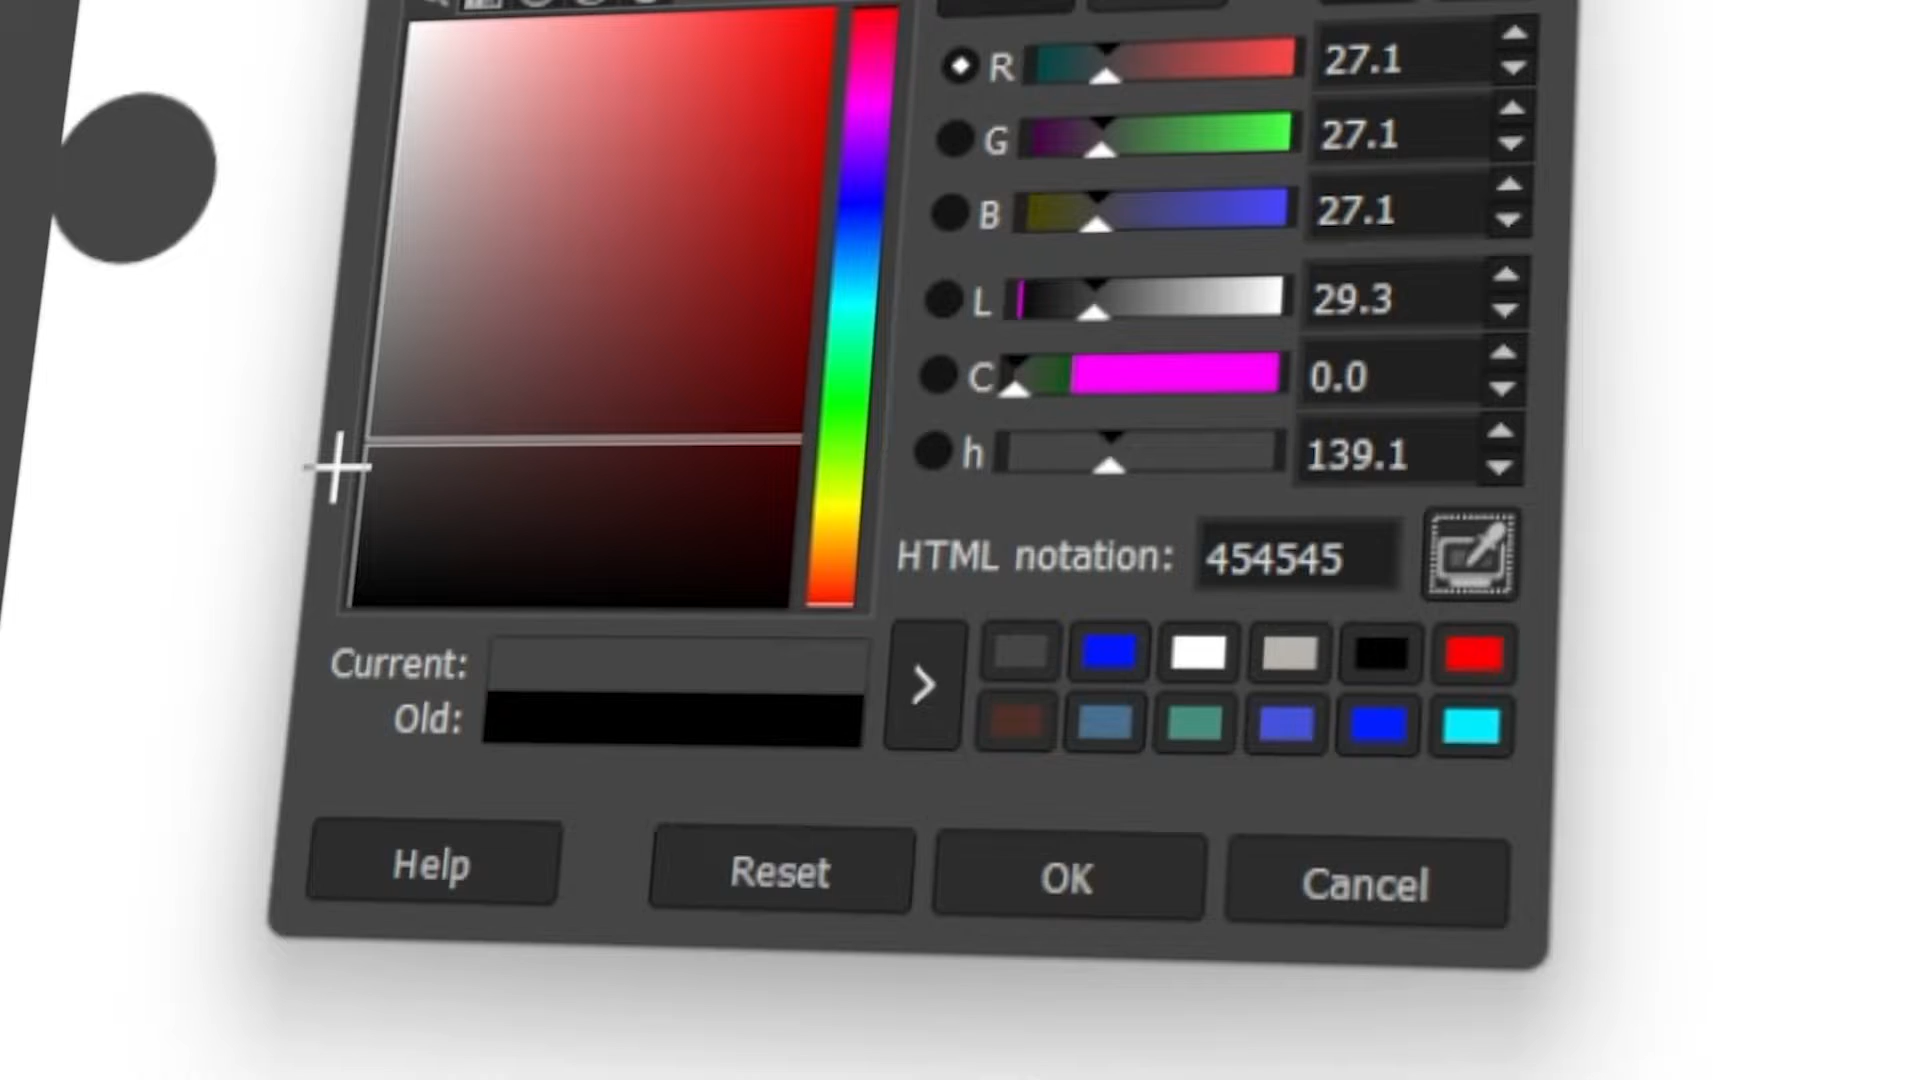 R 27.1
G 27.1
B 27.1
L 29.3
C 0.0
h 139.1
HTML notation: 454545
Current:
Old:
Help Reset OK Cancel